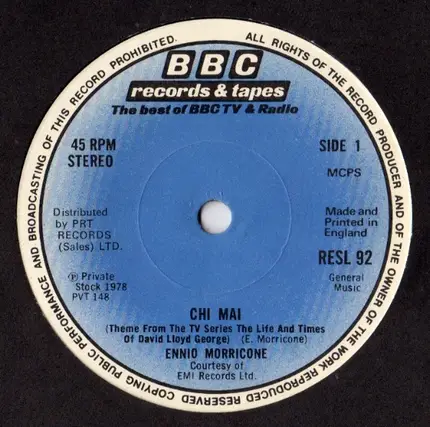 ALL RIGHTS OF THE RECORD PRODUCER AND OF THE OWNER OF THE WORK REPRODUCED RESERVED COPYING PUBLIC PERFORMANCE AND BROADCASTING OF THIS RECORD PROHIBITED.
BBC
records & tapes
The best of BBC TV & Radio
45 RPM
STEREO
SIDE 1
MCPS
Distributed
by PRT
RECORDS
(Sales) LTD.
Made and
Printed in
England
RESL 92
℗ Private
Stock 1978
PVT 148
General
Music
CHI MAI
(Theme From The TV Series The Life And Times
Of David Lloyd George) (E. Morricone)
ENNIO MORRICONE
Courtesy of
EMI Records Ltd.